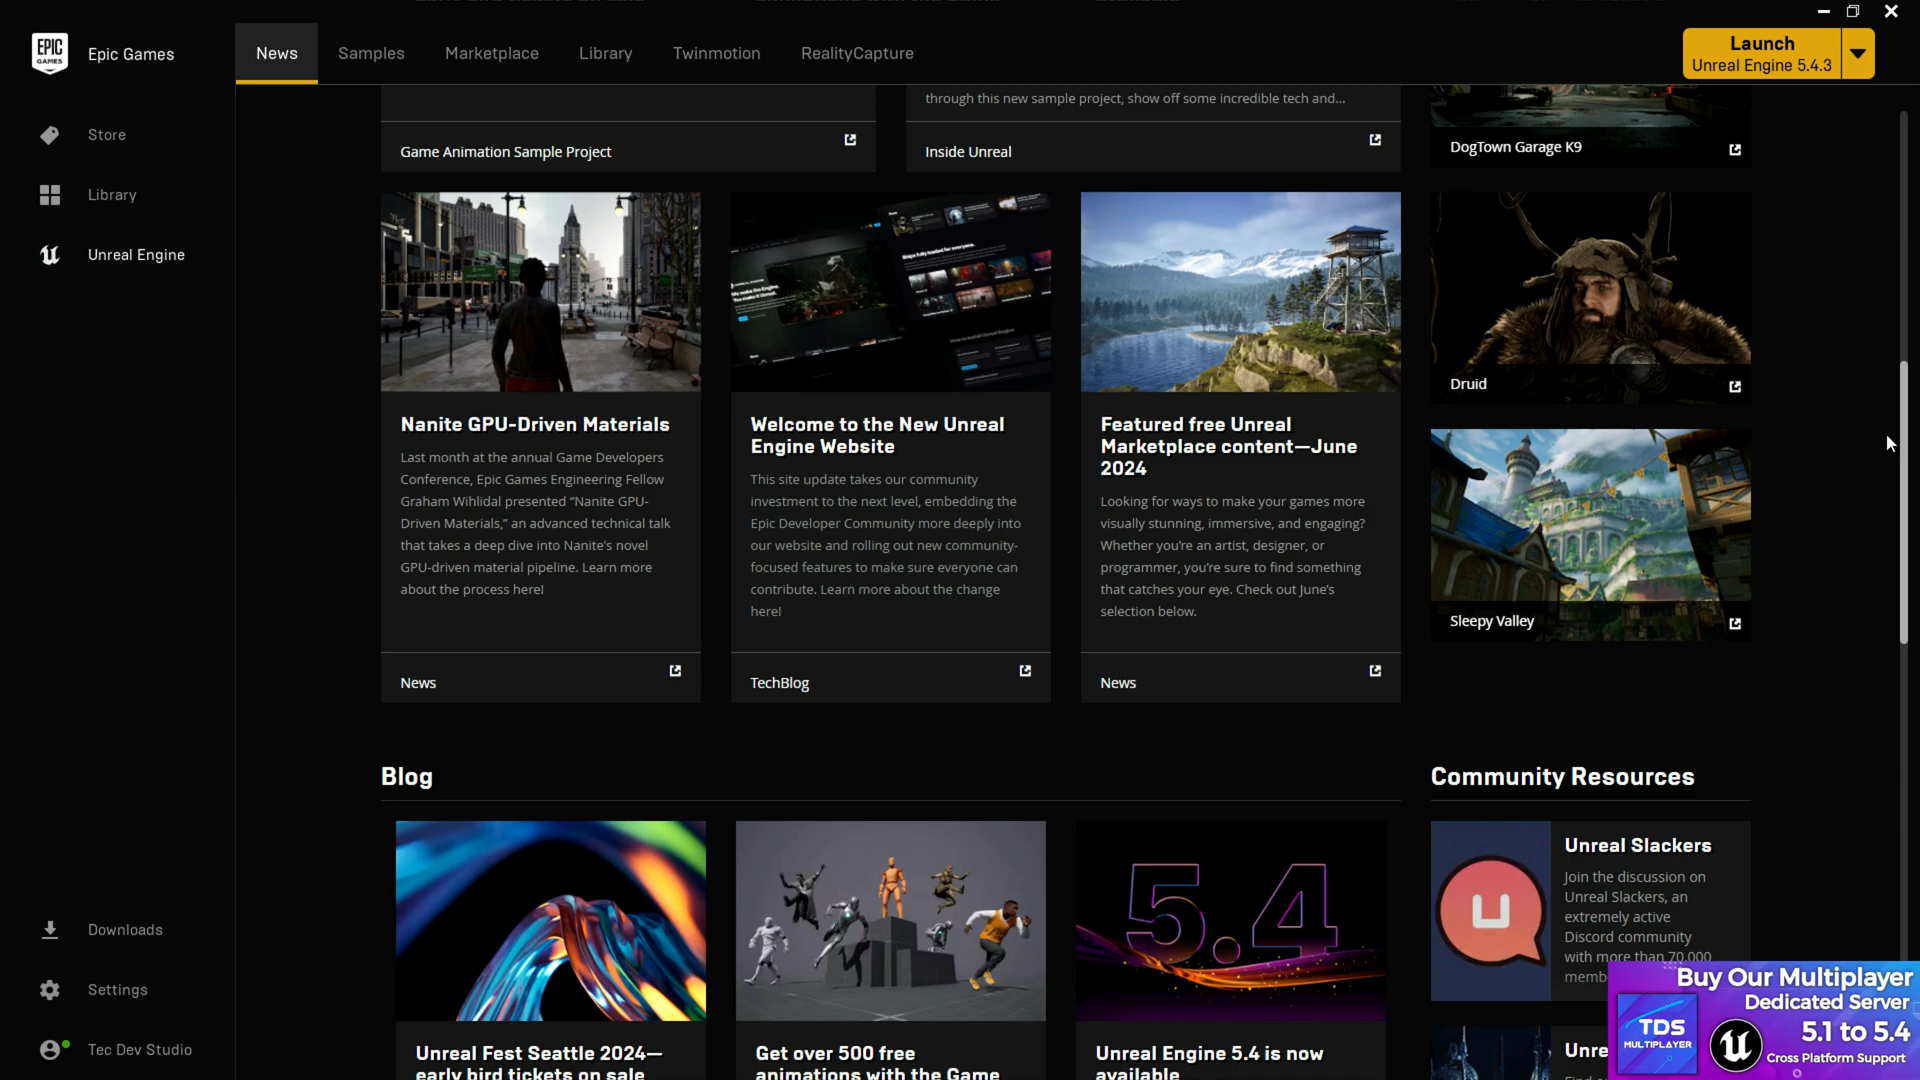 EPIC
GAMES
Epic Games
News
Samples
Marketplace
Library
Twinmotion
RealityCapture
Launch
Unreal Engine 5.4.3
Store
Library
Unreal Engine
Downloads
Settings
Tec Dev Studio
through this new sample project, show off some incredible tech and...
Game Animation Sample Project
Inside Unreal
DogTown Garage K9
Nanite GPU-Driven Materials
Last month at the annual Game Developers
Conference, Epic Games Engineering Fellow
Graham Wihlidal presented “Nanite GPU-
Driven Materials,” an advanced technical talk
that takes a deep dive into Nanite's novel
GPU-driven material pipeline. Learn more
about the process here!
News
Welcome to the New Unreal
Engine Website
This site update takes our community
investment to the next level, embedding the
Epic Developer Community more deeply into
our website and rolling out new community-
focused features to make sure everyone can
contribute. Learn more about the change
here!
TechBlog
Featured free Unreal
Marketplace content—June
2024
Looking for ways to make your games more
visually stunning, immersive, and engaging?
Whether you’re an artist, designer, or
programmer, you’re sure to find something
that catches your eye. Check out June’s
selection below.
News
Druid
Sleepy Valley
Blog
5.4
Unreal Fest Seattle 2024—
early bird tickets on sale
Get over 500 free
animations with the Game
Unreal Engine 5.4 is now
available
Community Resources
Unreal Slackers
Join the discussion on
Unreal Slackers, an
extremely active
Discord community
with more than 70,000
memb
Unre
Buy Our Multiplayer
Dedicated Server
5.1 to 5.4
Cross Platform Support
TDS
MULTIPLAYER